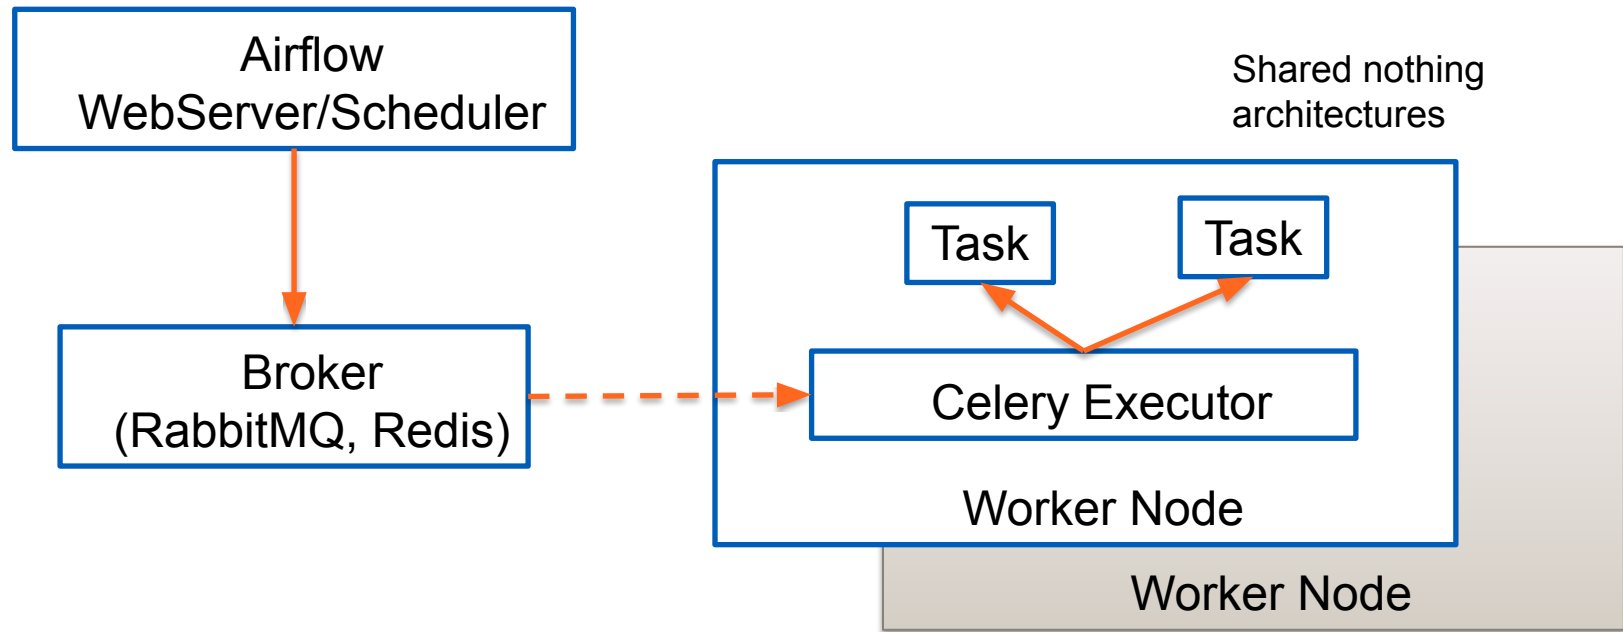 Airflow
WebServer/Scheduler
Shared nothing
architectures
Task
Task
Broker
(RabbitMQ, Redis)
Celery Executor
Worker Node
Worker Node